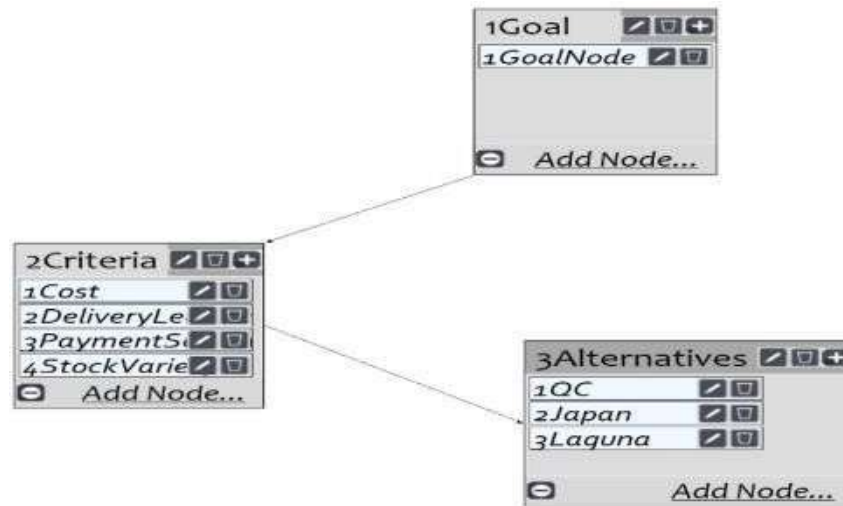 1Goal
1GoalNode
Add Node...
2Criteria
1Cost
2DeliveryLe
3PaymentS
4StockVarie
Add Node...
3Alternatives
1QC
2Japan
3Laguna
Add Node...